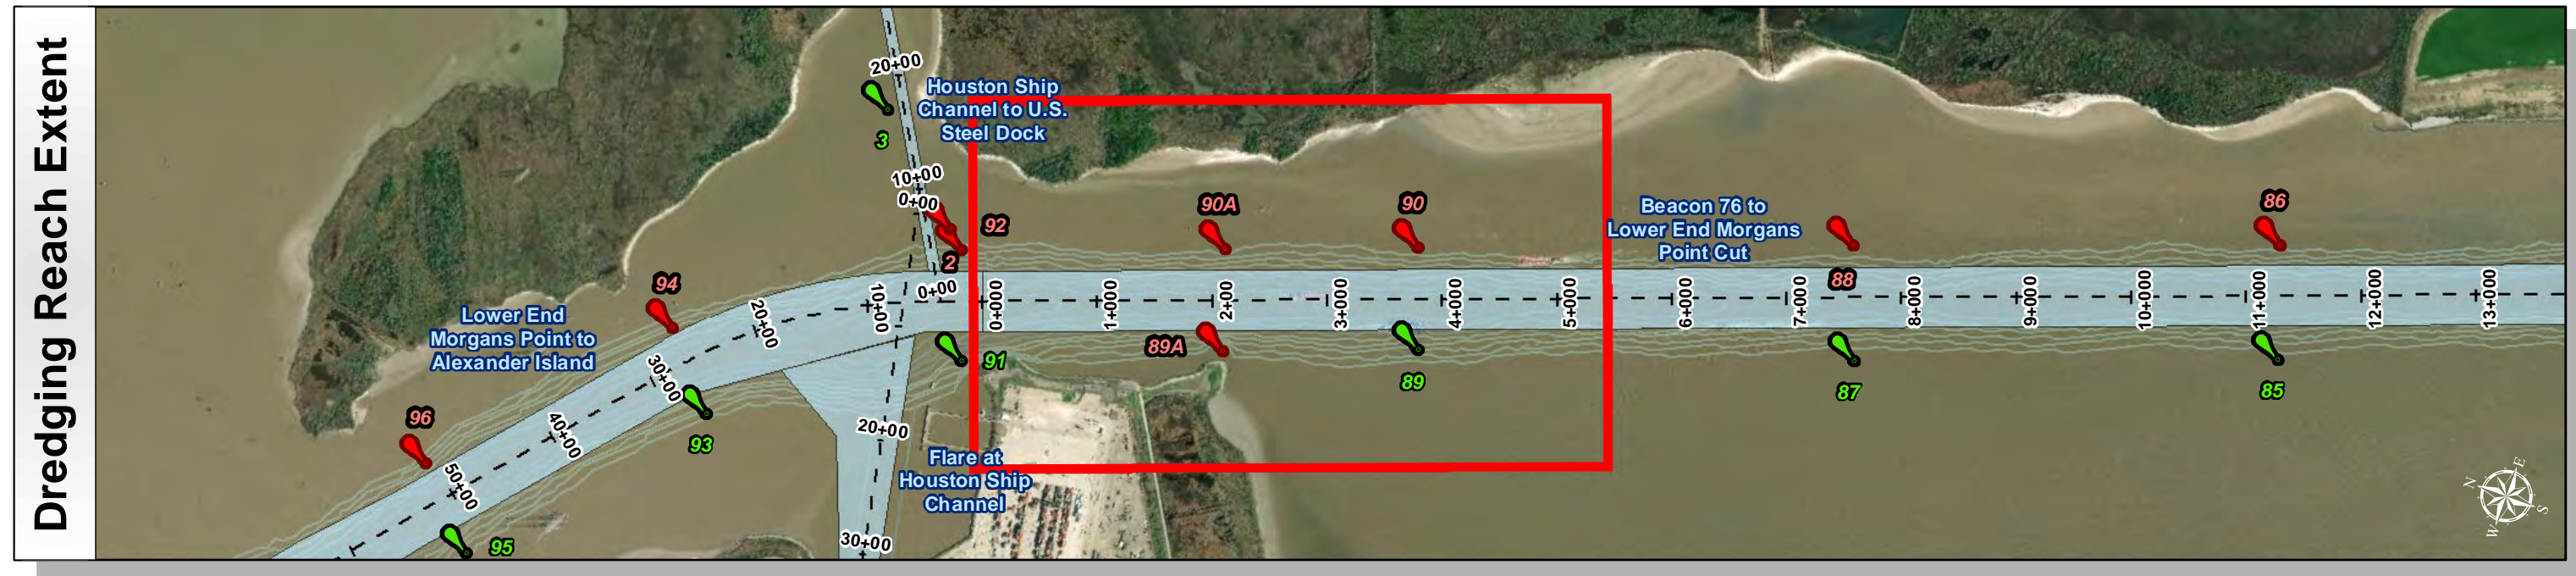 Dredging Reach Extent
20+00
Houston Ship
Channel to U.S.
Steel Dock
3
10+00
0+00
92
2
90A
90
Beacon 76 to
Lower End Morgans
Point Cut
86
88
94
Lower End
Morgans Point to
Alexander Island
20+00
10+00
0+00
0+000
1+000
2+00
3+000
4+000
5+000
6+000
7+000
8+000
9+000
10+000
11+000
12+000
13+000
91
89A
89
87
85
30+00
93
96
40+00
20+00
50+00
Flare at
Houston Ship
Channel
30+00
95
N
E
S
W